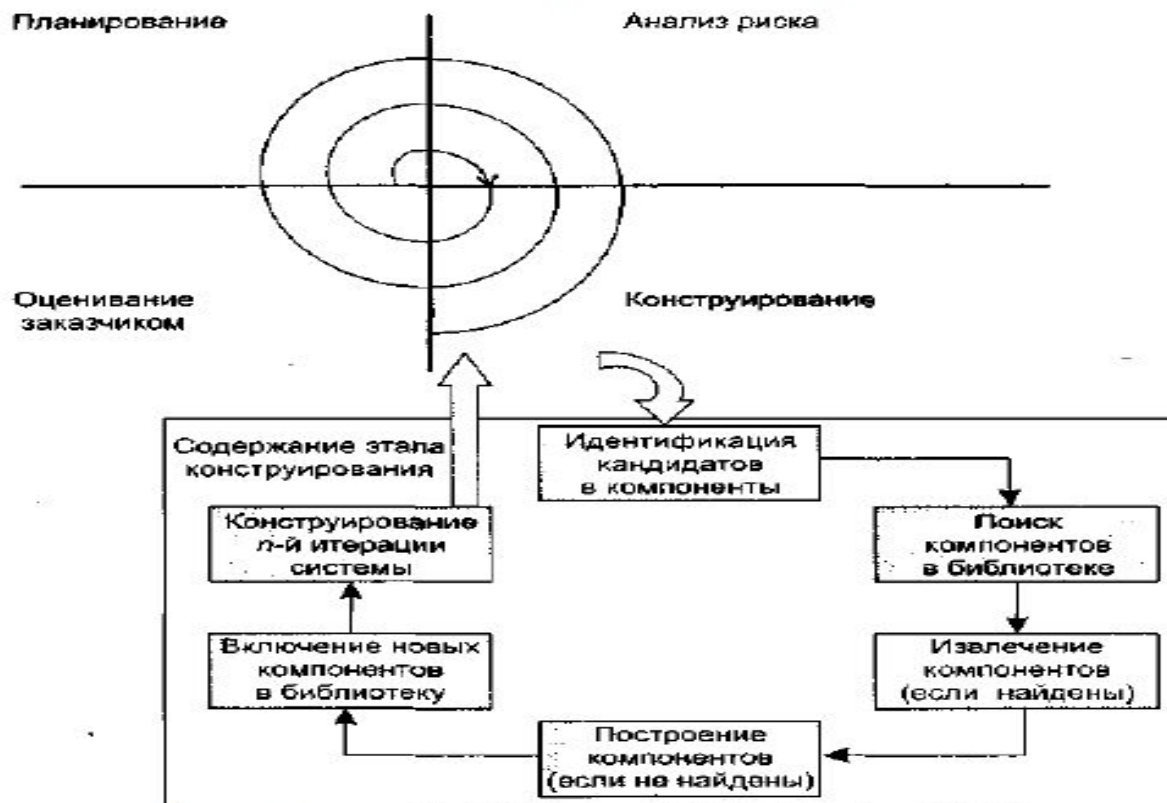 Планирование
Анализ риска
Оценивание
заказчиком
Конструирование
Содержание этапа
конструирования
Идентификация
кандидатов
в компоненты
Поиск
компонентов
в библиотеке
Извлечение
компонентов
(если найдены)
Построение
компонентов
(если не найдены)
Включение новых
компонентов
в библиотеку
Конструирование
n-й итерации
системы